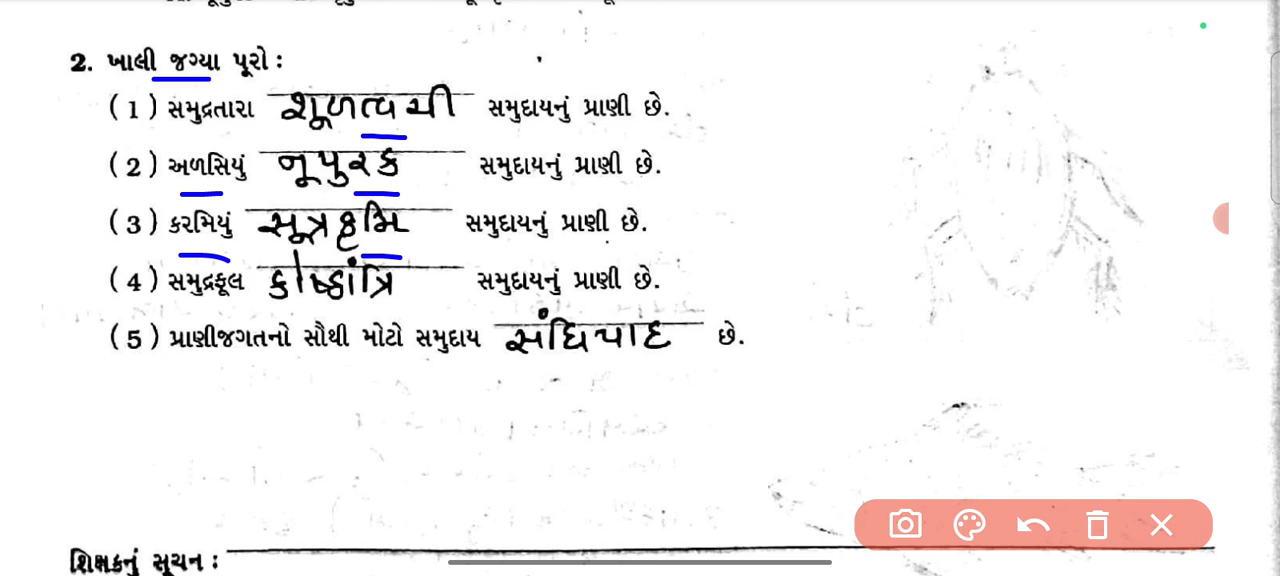 2. ખાલી જગ્યા પૂરો :
( 1 ) સમુદ્રતારા શૂળત્વચી સમુદાયનું પ્રાણી છે.
( 2 ) અળસિયું નૂપુરક સમુદાયનું પ્રાણી છે.
( 3 ) કરમિયું સૂત્રકૃમિ સમુદાયનું પ્રાણી છે.
( 4 ) સમુદ્રફૂલ કોષ્ઠાંત્રિ સમુદાયનું પ્રાણી છે.
( 5 ) પ્રાણીજગતનો સૌથી મોટો સમુદાય સંધિપાદ છે.
શિક્ષકનું સૂચન :